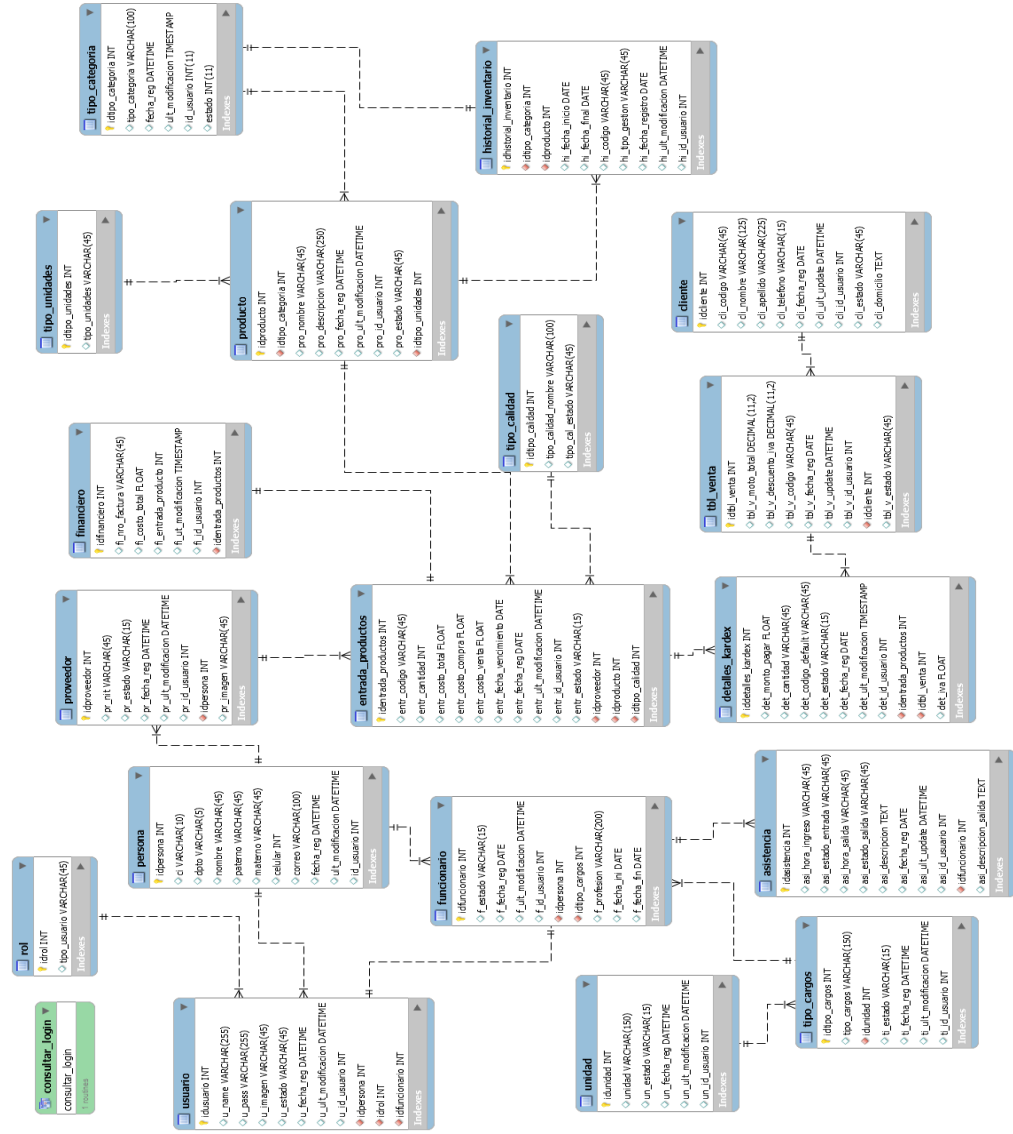 consultar_login
consultar_login
1 routines
rol
idrol INT
tipo_usuario VARCHAR(45)
Indexes
tipo_unidades
idtipo_unidades INT
tipo_unidades VARCHAR(45)
Indexes
proveedor
idproveedor INT
pr_nit VARCHAR(45)
pr_estado VARCHAR(15)
pr_fecha_reg DATETIME
pr_ult_modificacion DATETIME
pr_id_usuario INT
idpersona INT
pr_imagen VARCHAR(45)
Indexes
financiero
idfinanciero INT
fi_nro_factura VARCHAR(45)
fi_costo_total FLOAT
fi_entrada_producto INT
fi_ut_modificacion TIMESTAMP
fi_id_usuario INT
identrada_productos INT
Indexes
tipo_categoria
idtipo_categoria INT
tipo_categoria VARCHAR(100)
fecha_reg DATETIME
ult_modificacion TIMESTAMP
id_usuario INT(11)
estado INT(11)
Indexes
persona
idpersona INT
ci VARCHAR(10)
dpto VARCHAR(5)
nombre VARCHAR(45)
paterno VARCHAR(45)
materno VARCHAR(45)
celular INT
correo VARCHAR(100)
fecha_reg DATETIME
ult_modificacion DATETIME
id_usuario INT
Indexes
usuario
idusuario INT
u_name VARCHAR(255)
u_pass VARCHAR(255)
u_imagen VARCHAR(45)
u_estado VARCHAR(45)
u_fecha_reg DATETIME
u_ult_modificacion DATETIME
u_id_usuario INT
idpersona INT
idrol INT
idfuncionario INT
Indexes
producto
idproducto INT
idtipo_categoria INT
pro_nombre VARCHAR(45)
pro_descripcion VARCHAR(250)
pro_fecha_reg DATETIME
pro_ult_modificacion DATETIME
pro_id_usuario INT
pro_estado VARCHAR(45)
idtipo_unidades INT
Indexes
entrada_productos
identrada_productos INT
entr_codigo VARCHAR(45)
entr_cantidad INT
entr_costo_total FLOAT
entr_costo_compra FLOAT
entr_costo_venta FLOAT
entr_fecha_vencimiento DATE
entr_fecha_reg DATE
entr_ult_modificacion DATETIME
entr_id_usuario INT
entr_estado VARCHAR(15)
idproveedor INT
idproducto INT
idtipo_calidad INT
Indexes
funcionario
idfuncionario INT
f_estado VARCHAR(15)
f_fecha_reg DATE
f_ult_modificacion DATETIME
f_id_usuario INT
idpersona INT
idtipo_cargos INT
f_profesion VARCHAR(200)
f_fecha_ini DATE
f_fecha_fin DATE
Indexes
tipo_calidad
idtipo_calidad INT
tipo_calidad_nombre VARCHAR(100)
tipo_cal_estado VARCHAR(45)
Indexes
historial_inventario
idhistorial_inventario INT
idtipo_categoria INT
idproducto INT
hi_fecha_inicio DATE
hi_fecha_final DATE
hi_codigo VARCHAR(45)
hi_tipo_gestion VARCHAR(45)
hi_fecha_registro DATE
hi_ult_modificacion DATETIME
hi_id_usuario INT
Indexes
unidad
idunidad INT
unidad VARCHAR(150)
un_estado VARCHAR(15)
un_fecha_reg DATETIME
un_ult_modificacion DATETIME
un_id_usuario INT
Indexes
tipo_cargos
idtipo_cargos INT
tipo_cargos VARCHAR(150)
idunidad INT
ti_estado VARCHAR(15)
ti_fecha_reg DATETIME
ti_ult_modificacion DATETIME
ti_id_usuario INT
Indexes
asistencia
idasistencia INT
asi_hora_ingreso VARCHAR(45)
asi_estado_entrada VARCHAR(45)
asi_hora_salida VARCHAR(45)
asi_estado_salida VARCHAR(45)
asi_descripcion TEXT
asi_fecha_reg DATE
asi_ult_update DATETIME
asi_id_usuario INT
idfuncionario INT
asi_descripcion_salida TEXT
Indexes
detalles_kardex
iddetalles_kardex INT
det_monto_pagar FLOAT
det_cantidad VARCHAR(45)
det_codigo_default VARCHAR(45)
det_estado VARCHAR(15)
det_fecha_reg DATE
det_ult_modificacion TIMESTAMP
det_id_usuario INT
identrada_productos INT
idtbl_venta INT
det_iva FLOAT
Indexes
tbl_venta
idtbl_venta INT
tbl_v_moto_total DECIMAL(11,2)
tbl_v_descuento_iva DECIMAL(11,2)
tbl_v_codigo VARCHAR(45)
tbl_v_fecha_reg DATE
tbl_v_update DATETIME
tbl_v_id_usuario INT
idcliente INT
tbl_v_estado VARCHAR(45)
Indexes
cliente
idcliente INT
cli_codigo VARCHAR(45)
cli_nombre VARCHAR(125)
cli_apellido VARCHAR(225)
cli_telefono VARCHAR(15)
cli_fecha_reg DATE
cli_ult_update DATETIME
cli_id_usuario INT
cli_estado VARCHAR(45)
cli_domicilio TEXT
Indexes